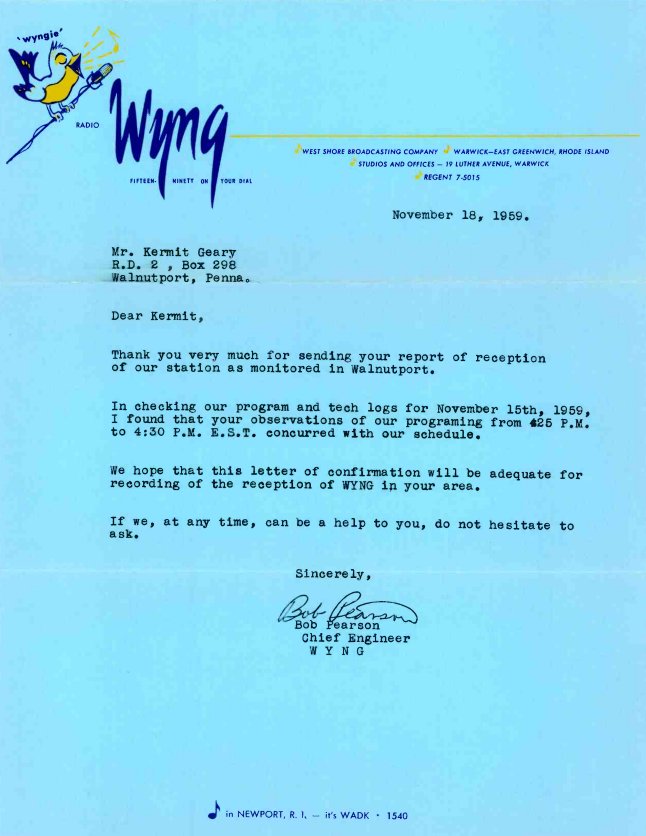 'wyngie'
RADIO
Wyng
FIFTEEN- NINETY ON YOUR DIAL
WEST SHORE BROADCASTING COMPANY WARWICK—EAST GREENWICH, RHODE ISLAND
STUDIOS AND OFFICES — 19 LUTHER AVENUE, WARWICK
REGENT 7-5015
November 18, 1959.
Mr. Kermit Geary
R.D. 2 , Box 298
Walnutport, Penna.
Dear Kermit,
Thank you very much for sending your report of reception
of our station as monitored in Walnutport.
In checking our program and tech logs for November 15th, 1959,
I found that your observations of our programing from 425 P.M.
to 4:30 P.M. E.S.T. concurred with our schedule.
We hope that this letter of confirmation will be adequate for
recording of the reception of WYNG in your area.
If we, at any time, can be a help to you, do not hesitate to
ask.
Sincerely,
Bob Pearson
Bob Pearson
Chief Engineer
W Y N G
in NEWPORT, R. I. — it's WADK • 1540